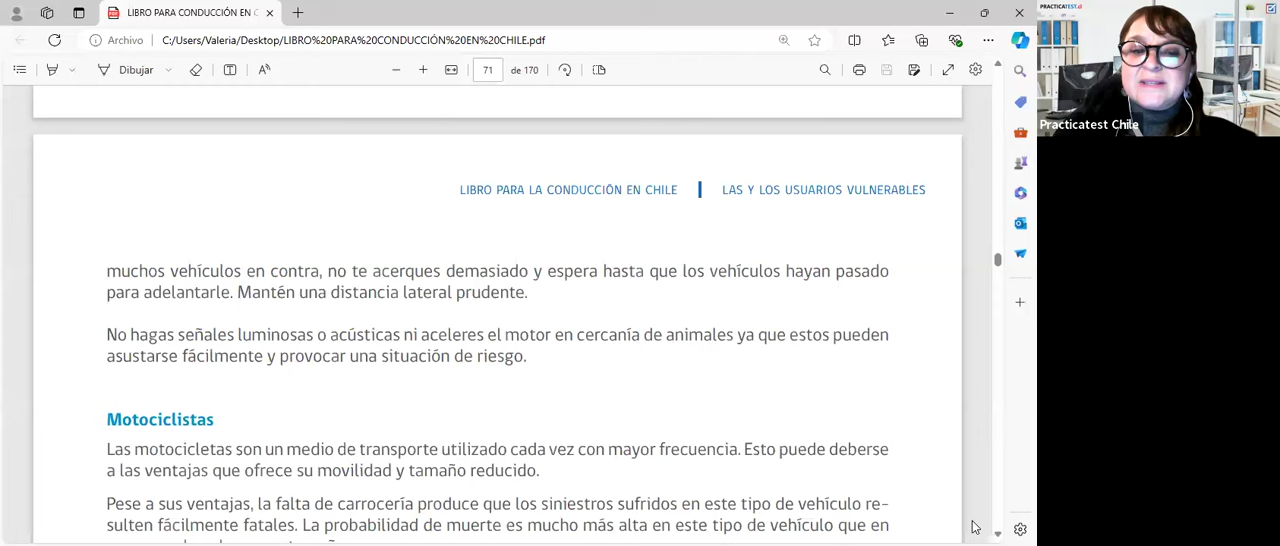 LIBRO PARA CONDUCCIÓN EN C
Archivo C:/Users/Valeria/Desktop/LIBRO%20PARA%20CONDUCCIÓN%20EN%20CHILE.pdf
Dibujar 71 de 170
PRACTICATEST.cl
Practicatest Chile
LIBRO PARA LA CONDUCCIÓN EN CHILE LAS Y LOS USUARIOS VULNERABLES
muchos vehículos en contra, no te acerques demasiado y espera hasta que los vehículos hayan pasado
para adelantarle. Mantén una distancia lateral prudente.
No hagas señales luminosas o acústicas ni aceleres el motor en cercanía de animales ya que estos pueden
asustarse fácilmente y provocar una situación de riesgo.
Motociclistas
Las motocicletas son un medio de transporte utilizado cada vez con mayor frecuencia. Esto puede deberse
a las ventajas que ofrece su movilidad y tamaño reducido.
Pese a sus ventajas, la falta de carrocería produce que los siniestros sufridos en este tipo de vehículo re-
sulten fácilmente fatales. La probabilidad de muerte es mucho más alta en este tipo de vehículo que en